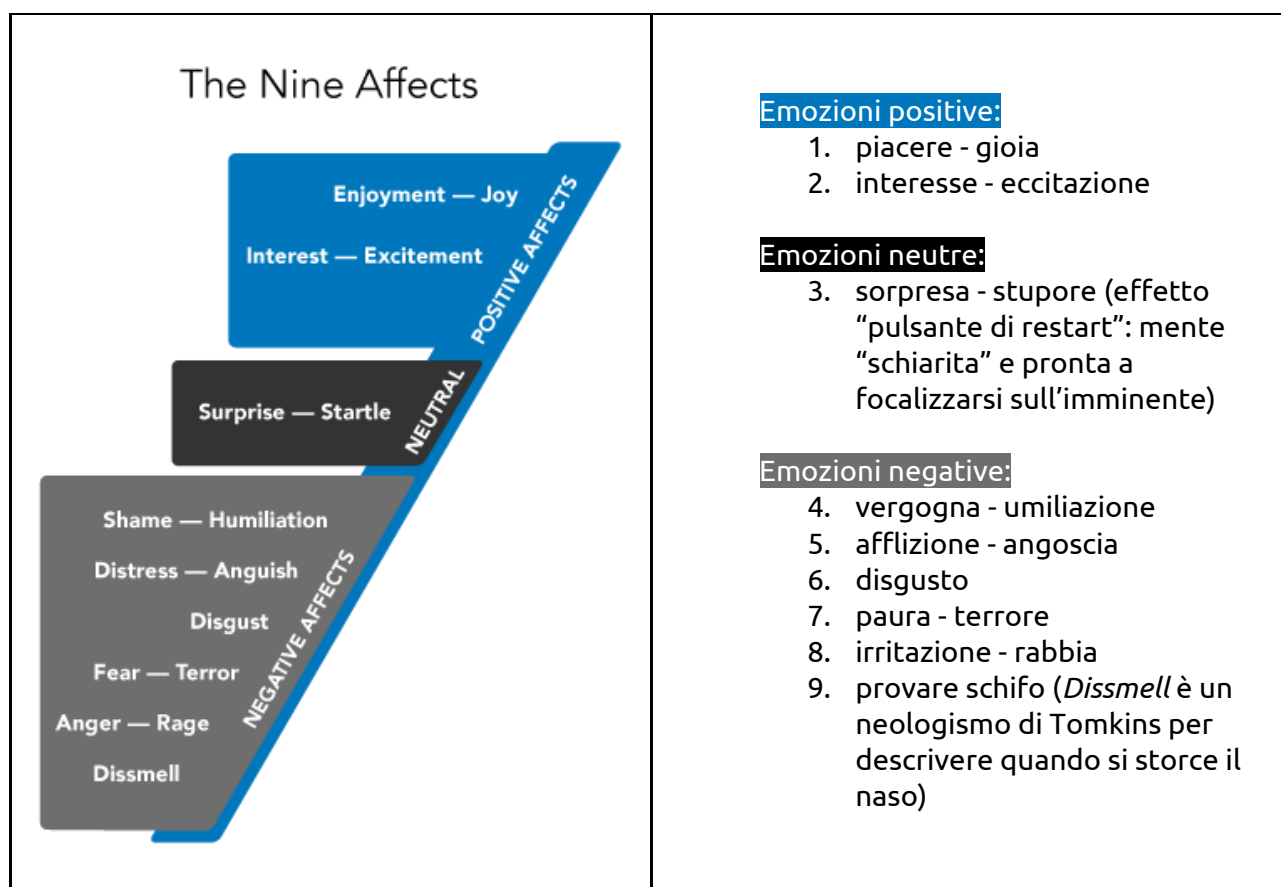 The Nine Affects
Enjoyment — Joy
Interest — Excitement
POSITIVE AFFECTS
Surprise — Startle
NEUTRAL
Shame — Humiliation
Distress — Anguish
Disgust
Fear — Terror
Anger — Rage
Dissmell
NEGATIVE AFFECTS
Emozioni positive:
1. piacere - gioia
2. interesse - eccitazione
Emozioni neutre:
3. sorpresa - stupore (effetto
“pulsante di restart”: mente
“schiarita” e pronta a
focalizzarsi sull’imminente)
Emozioni negative:
4. vergogna - umiliazione
5. afflizione - angoscia
6. disgusto
7. paura - terrore
8. irritazione - rabbia
9. provare schifo (Dissmell è un
neologismo di Tomkins per
descrivere quando si storce il
naso)